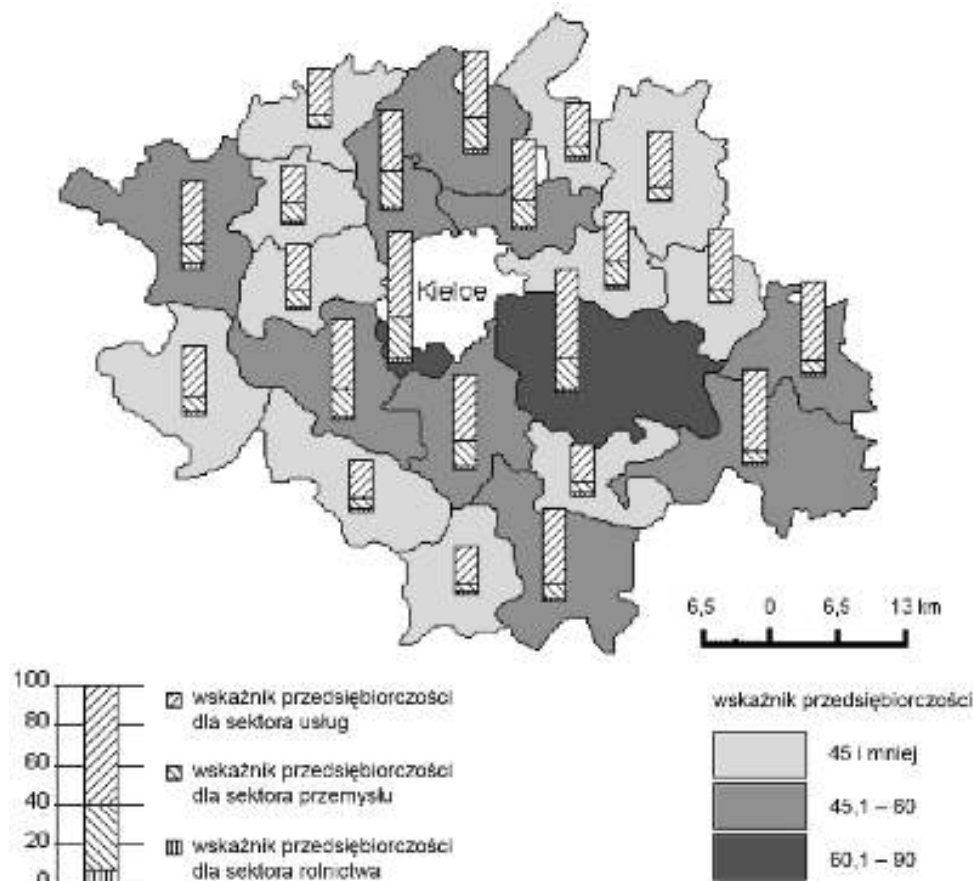 Kielce
6,5 0 6,5 13 km
100
80
60
40
20
0
wskaźnik przedsiębiorczości
dla sektora usług
wskaźnik przedsiębiorczości
dla sektora przemysłu
wskaźnik przedsiębiorczości
dla sektora rolnictwa
wskaźnik przedsiębiorczości
45 i mniej
45,1 – 60
60,1 – 90